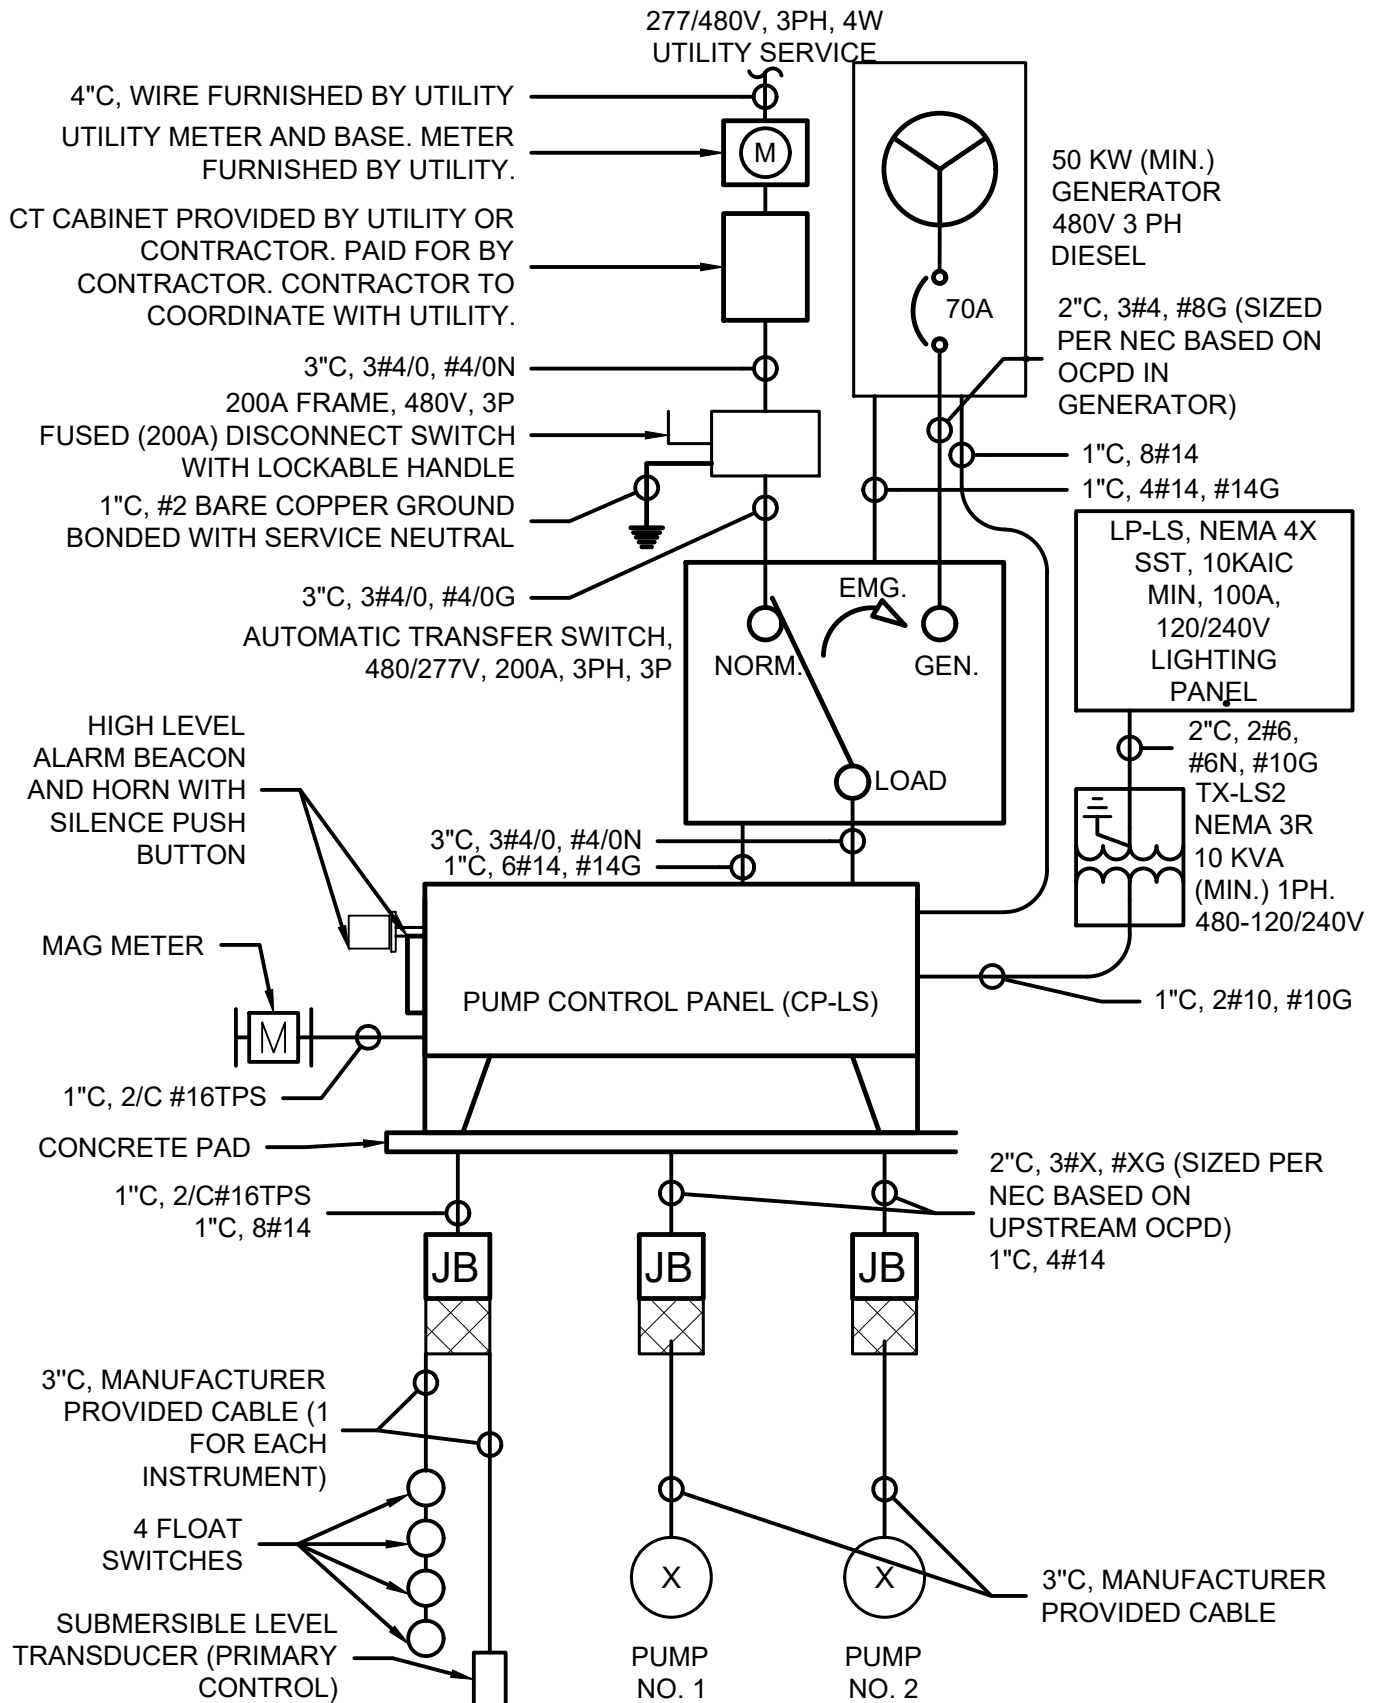 277/480V, 3PH, 4W
UTILITY SERVICE
4"C, WIRE FURNISHED BY UTILITY
UTILITY METER AND BASE. METER
FURNISHED BY UTILITY.
M
CT CABINET PROVIDED BY UTILITY OR
CONTRACTOR. PAID FOR BY
CONTRACTOR. CONTRACTOR TO
COORDINATE WITH UTILITY.
50 KW (MIN.)
GENERATOR
480V 3 PH
DIESEL
70A
2"C, 3#4, #8G (SIZED
PER NEC BASED ON
OCPD IN
GENERATOR)
3"C, 3#4/0, #4/0N
200A FRAME, 480V, 3P
FUSED (200A) DISCONNECT SWITCH
WITH LOCKABLE HANDLE
1"C, #2 BARE COPPER GROUND
BONDED WITH SERVICE NEUTRAL
1"C, 8#14
1"C, 4#14, #14G
3"C, 3#4/0, #4/0G
AUTOMATIC TRANSFER SWITCH,
480/277V, 200A, 3PH, 3P
EMG.
NORM.
GEN.
LOAD
LP-LS, NEMA 4X
SST, 10KAIC
MIN, 100A,
120/240V
LIGHTING
PANEL
2"C, 2#6,
#6N, #10G
TX-LS2
NEMA 3R
10 KVA
(MIN.) 1PH.
480-120/240V
HIGH LEVEL
ALARM BEACON
AND HORN WITH
SILENCE PUSH
BUTTON
3"C, 3#4/0, #4/0N
1"C, 6#14, #14G
MAG METER
M
PUMP CONTROL PANEL (CP-LS)
1"C, 2#10, #10G
1"C, 2/C #16TPS
CONCRETE PAD
1"C, 2/C#16TPS
1"C, 8#14
2"C, 3#X, #XG (SIZED PER
NEC BASED ON
UPSTREAM OCPD)
1"C, 4#14
JB
JB
JB
3"C, MANUFACTURER
PROVIDED CABLE (1
FOR EACH
INSTRUMENT)
4 FLOAT
SWITCHES
SUBMERSIBLE LEVEL
TRANSDUCER (PRIMARY
CONTROL)
X
X
PUMP
NO. 1
PUMP
NO. 2
3"C, MANUFACTURER
PROVIDED CABLE